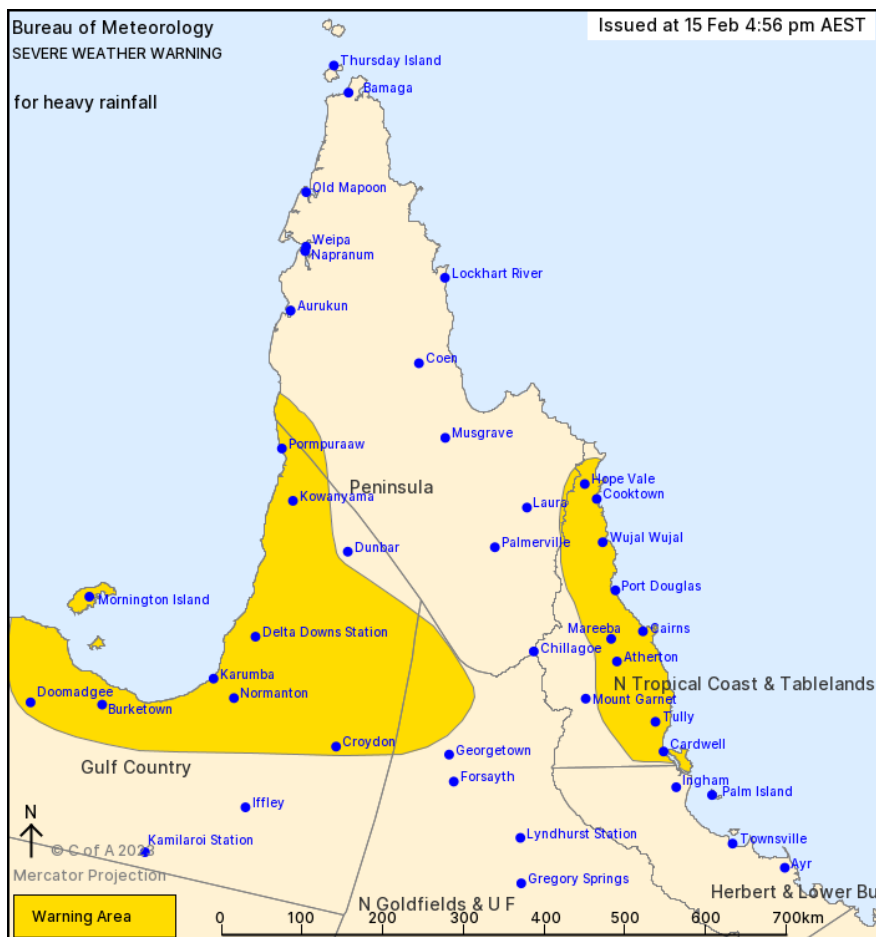 Bureau of Meteorology
Issued at 15 Feb 4:56 pm AEST
SEVERE WEATHER WARNING
for heavy rainfall
Thursday Island
Bamaga
Old Mapoon
Weipa
Napranum
Lockhart River
Aurukun
Coen
Musgrave
Pormpuraaw
Peninsula
Hope Vale
Kowanyama
Cooktown
Laura
Wujal Wujal
Palmerville
Dunbar
Port Douglas
Mornington Island
Mareeba
Cairns
Delta Downs Station
Chillagoe
Atherton
Karumba
N Tropical Coast & Tablelands
Doomadgee
Normanton
Mount Garnet
Burketown
Tully
Croydon
Cardwell
Georgetown
Gulf Country
Forsayth
Ingham
Palm Island
Iffley
N
Kamilaroi Station
Lyndhurst Station
Townsville
© C of A 2023
Ayr
Mercator Projection
Gregory Springs
Herbert & Lower Bu
N Goldfields & U F
Warning Area
0 100 200 300 400 500 600 700km